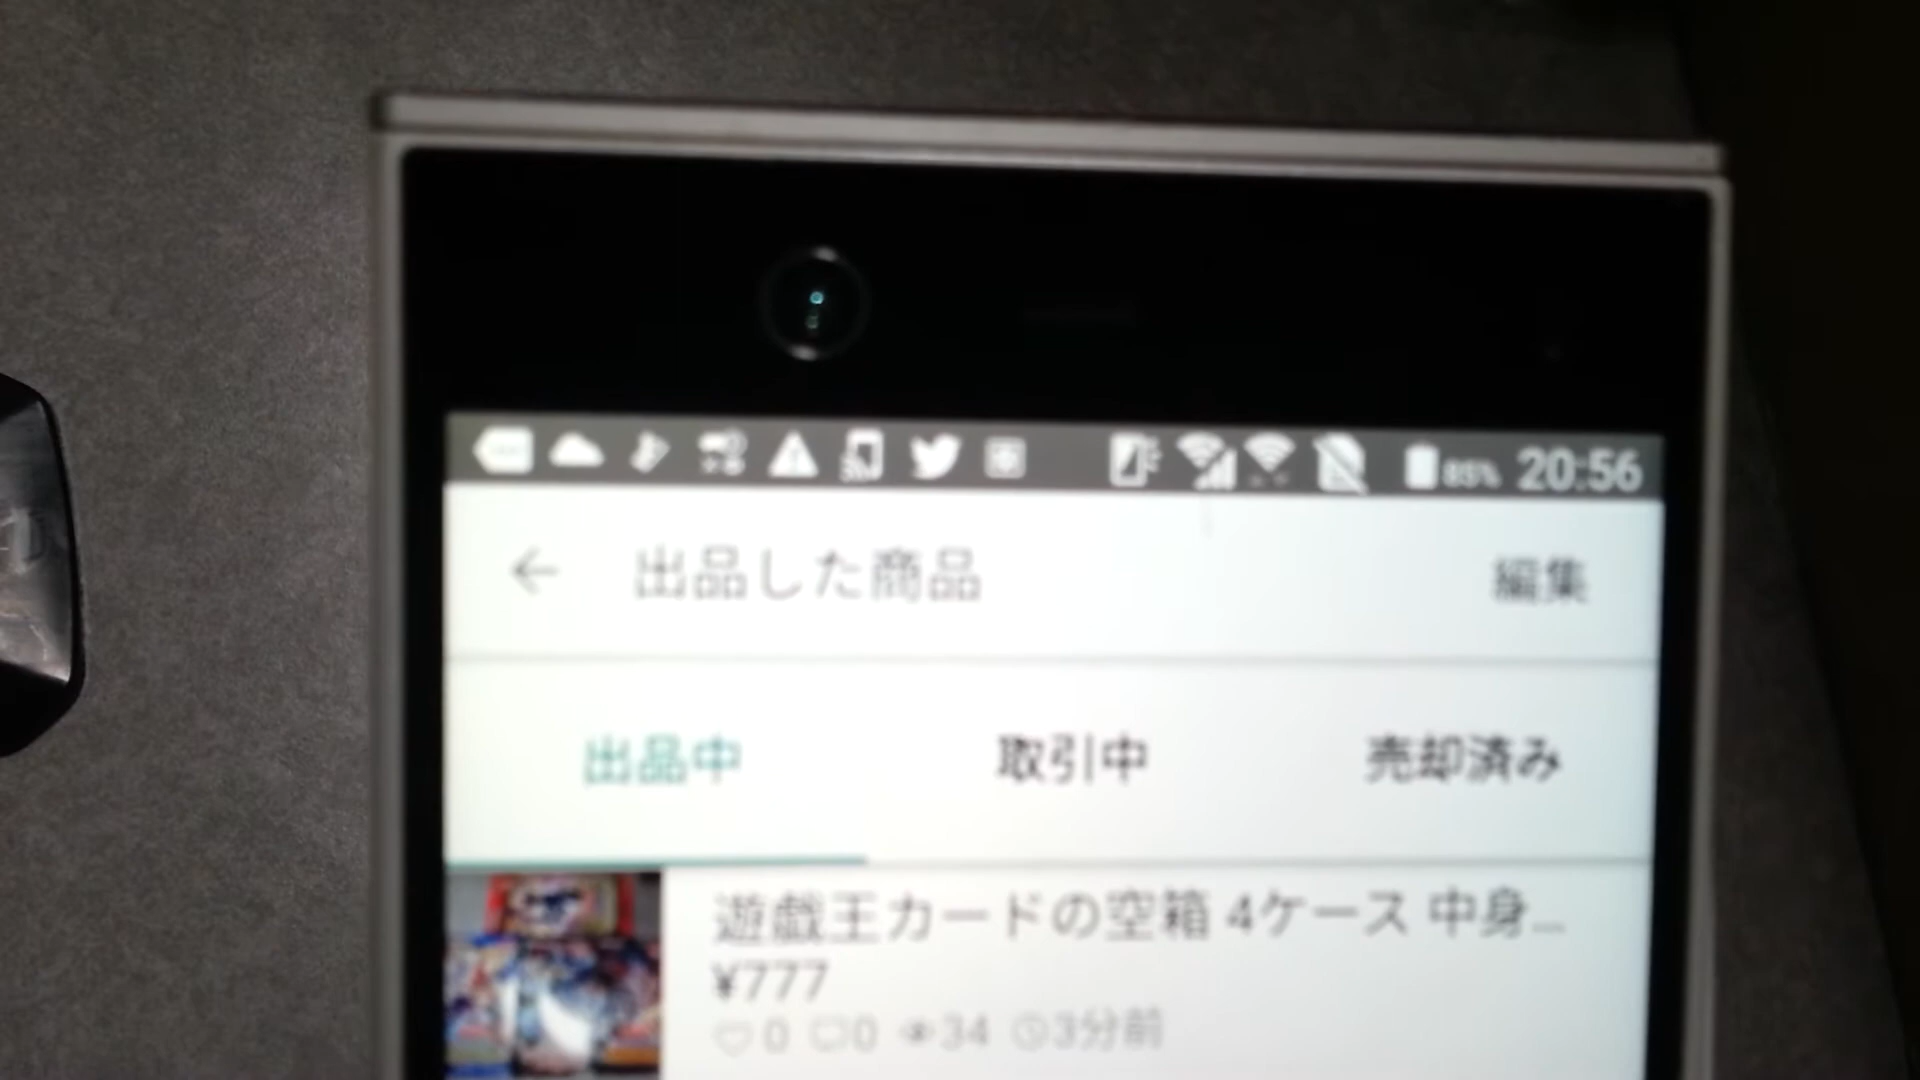 85% 20:56
出品した商品 編集
出品中 取引中 売却済み
遊戯王カードの空箱 4ケース 中身...
¥777
0 0 34 3分前